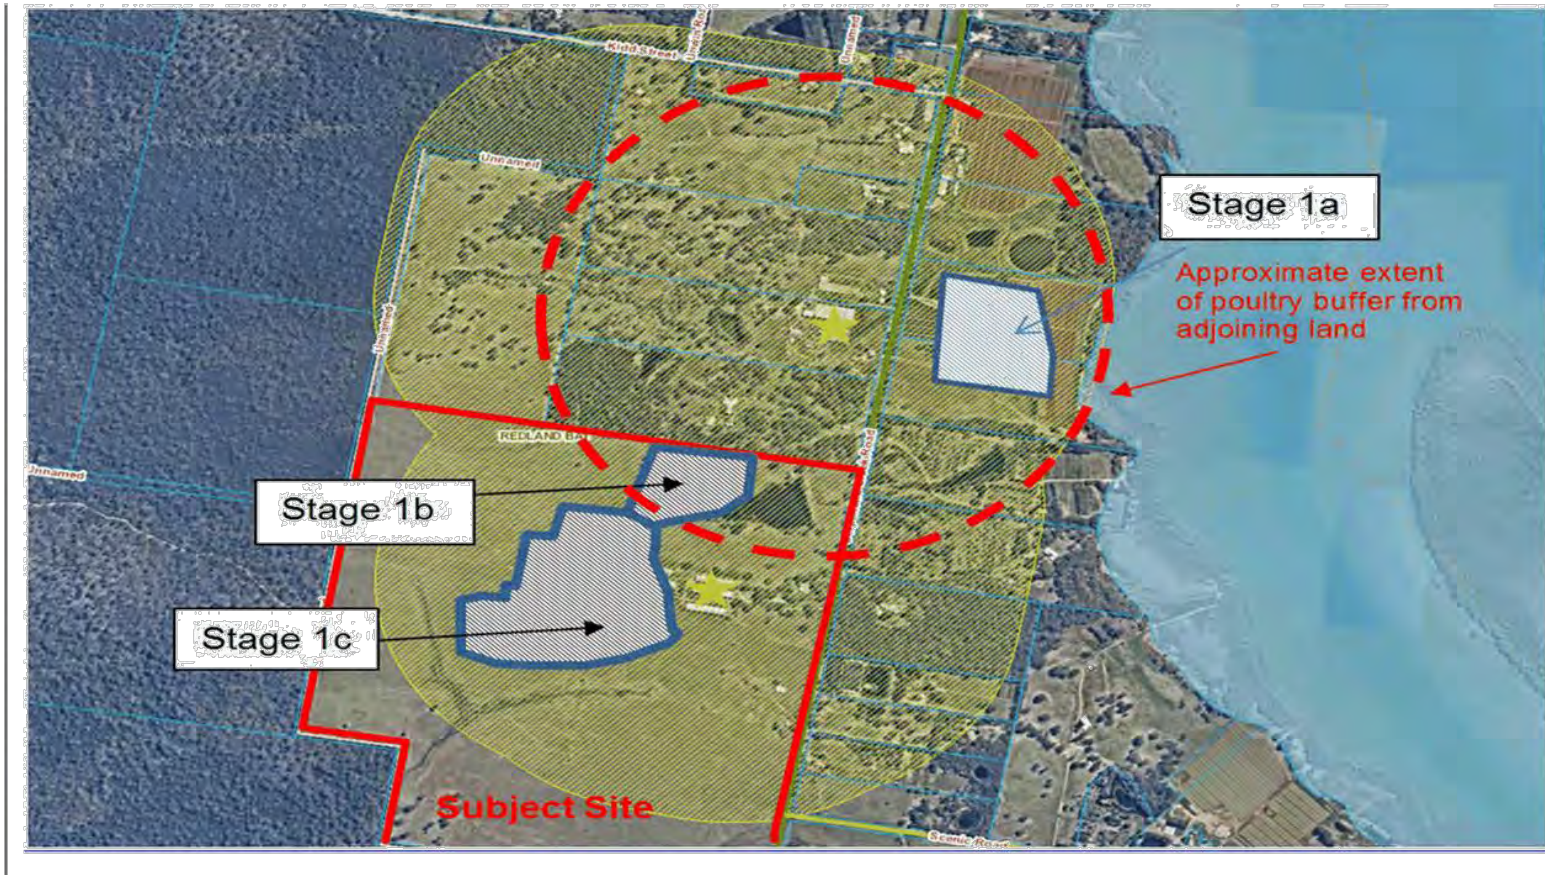 Kidd Street
Unnamed
Unnamed
Stage 1a
Approximate extent
of poultry buffer from
adjoining land
Unnamed
REDLAND BA
Unnamed
Stage 1b
Stage 1c
Subject Site
Scenic Road